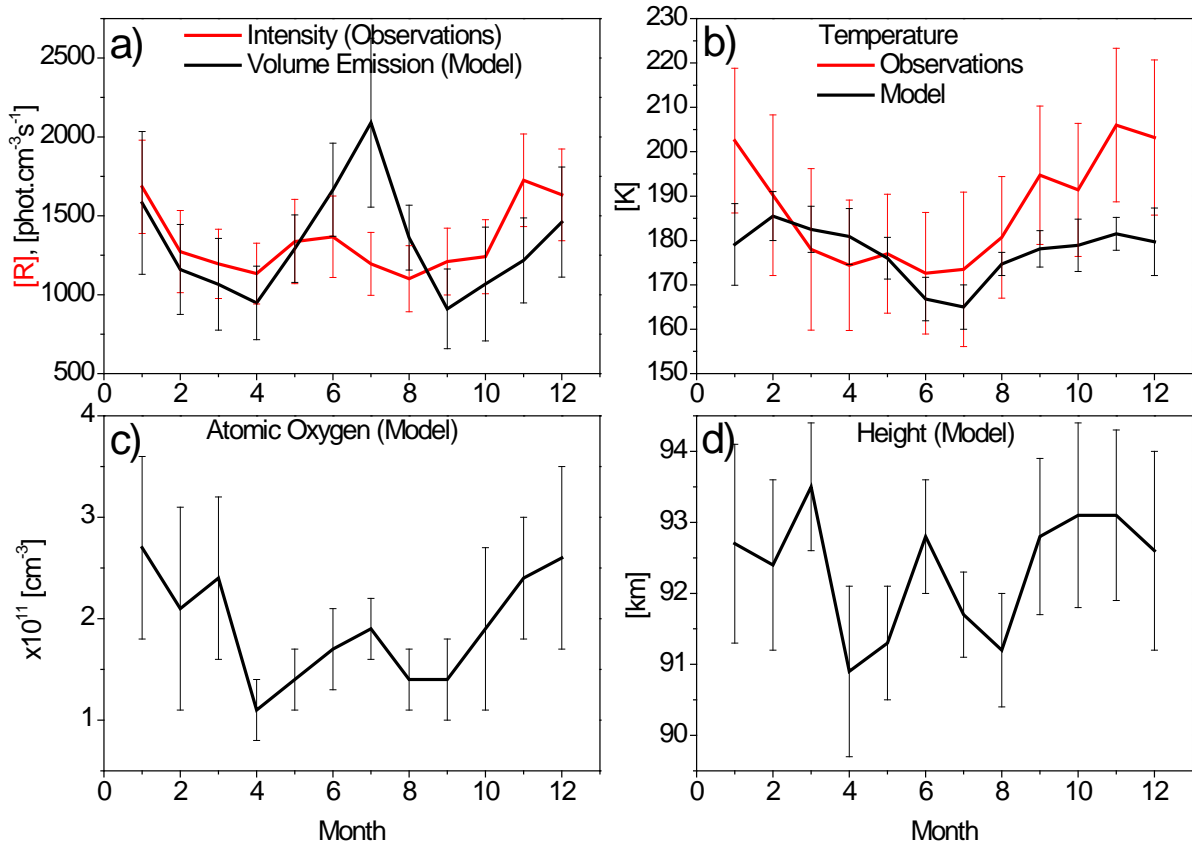 a)
Intensity (Observations)
Volume Emission (Model)
[R], [phot.cm-3s-1]
2500
2000
1500
1000
500
0 2 4 6 8 10 12
b)
Temperature
Observations
Model
[K]
230
220
210
200
190
180
170
160
150
0 2 4 6 8 10 12
c)
Atomic Oxygen (Model)
x10^11 [cm-3]
4
3
2
1
0 2 4 6 8 10 12
Month
d)
Height (Model)
[km]
94
93
92
91
90
0 2 4 6 8 10 12
Month